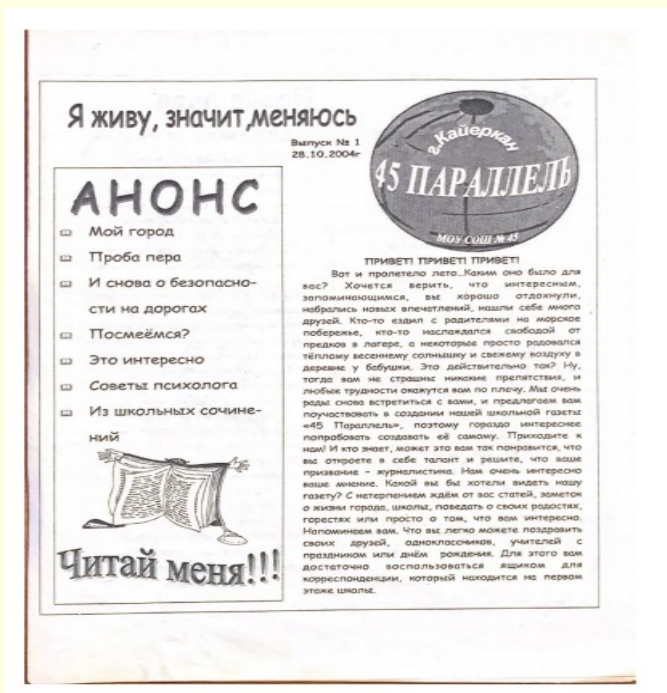 Я живу, значит,меняюсь
Выпуск № 1
28.10.2004г
г.Кайеркан
45 ПАРАЛЛЕЛЬ
МОУ СОШ № 45
АНОНС
Мой город
Проба пера
И снова о безопасно-
сти на дорогах
Посмеёмся?
Это интересно
Советы психолога
Из школьных сочине-
ний
Читай меня!!!
ПРИВЕТ! ПРИВЕТ! ПРИВЕТ!
Вот и пролетело лето…Каким оно было для
вас? Хочется верить, что интересным,
запоминающимся, вы хорошо отдохнули,
набрались новых впечатлений, нашли себе много
друзей. Кто-то ездил с родителями на морское
побережье, кто-то наслаждался свободой от
предков в лагере, а некоторые просто радовался
тёплому весеннему солнышку и свежему воздуху в
деревне у бабушки. Это действительно так? Ну,
тогда вам не страшны никакие препятствия, и
любые трудности окажутся вам по плечу. Мы очень
рады снова встретиться с вами, и предлагаем вам
поучаствовать в создании нашей школьной газеты
«45 Параллель», поэтому гораздо интереснее
попробовать создавать её самому. Приходите к
нам! И кто знает, может это вам так понравится, что
вы откроете в себе талант и решите, что ваше
призвание – журналистика. Нам очень интересно
ваше мнение. Какой вы бы хотели видеть нашу
газету? С нетерпением ждём от вас статей, заметок
о жизни города, школы, поведать о своих радостях,
горестях или просто о том, что вам интересно.
Напоминаем вам. Что вы легко можете поздравить
своих друзей, одноклассников, учителей с
праздником или днём рождения. Для этого вам
достаточно воспользоваться ящиком для
корреспонденции, который находится на первом
этаже школы.